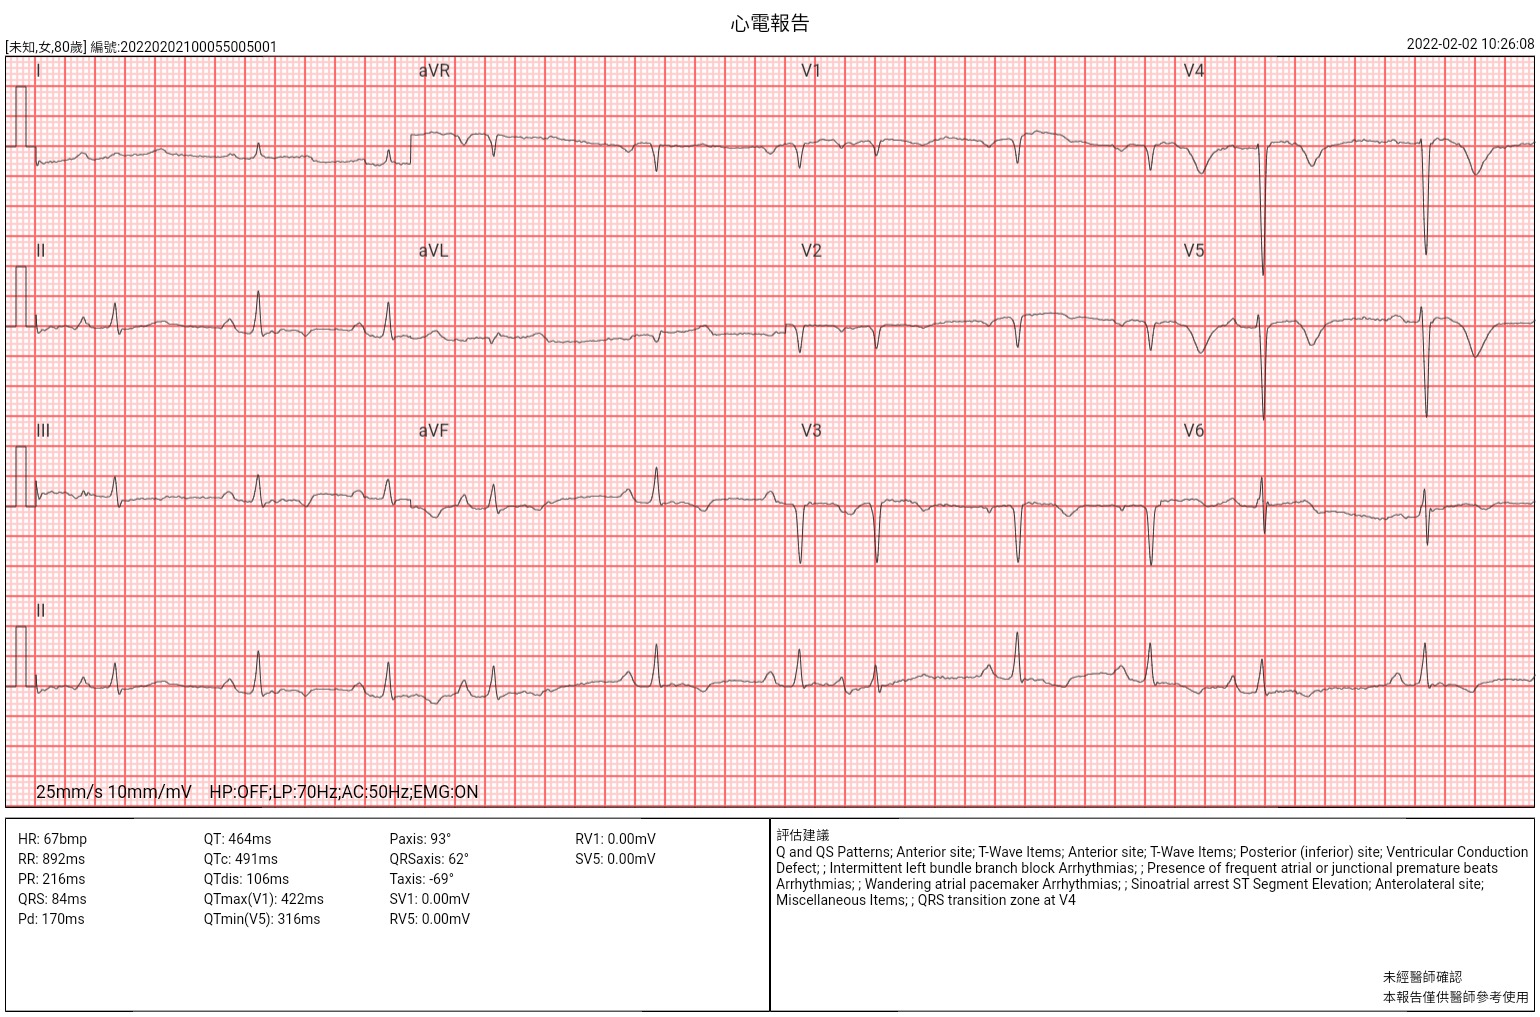 心電報告
[未知,女,80歲] 編號:20220202100055005001
2022-02-02 10:26:08
I aVR V1 V4
II aVL V2 V5
III aVF V3 V6
II
25mm/s 10mm/mV HP:OFF;LP:70Hz;AC:50Hz;EMG:ON
HR: 67bmp QT: 464ms Paxis: 93° RV1: 0.00mV
RR: 892ms QTc: 491ms QRSaxis: 62° SV5: 0.00mV
PR: 216ms QTdis: 106ms Taxis: -69°
QRS: 84ms QTmax(V1): 422ms SV1: 0.00mV
Pd: 170ms QTmin(V5): 316ms RV5: 0.00mV
評估建議
Q and QS Patterns; Anterior site; T-Wave Items; Anterior site; T-Wave Items; Posterior (inferior) site; Ventricular Conduction
Defect; ; Intermittent left bundle branch block Arrhythmias; ; Presence of frequent atrial or junctional premature beats
Arrhythmias; ; Wandering atrial pacemaker Arrhythmias; ; Sinoatrial arrest ST Segment Elevation; Anterolateral site;
Miscellaneous Items; ; QRS transition zone at V4
未經醫師確認
本報告僅供醫師參考使用